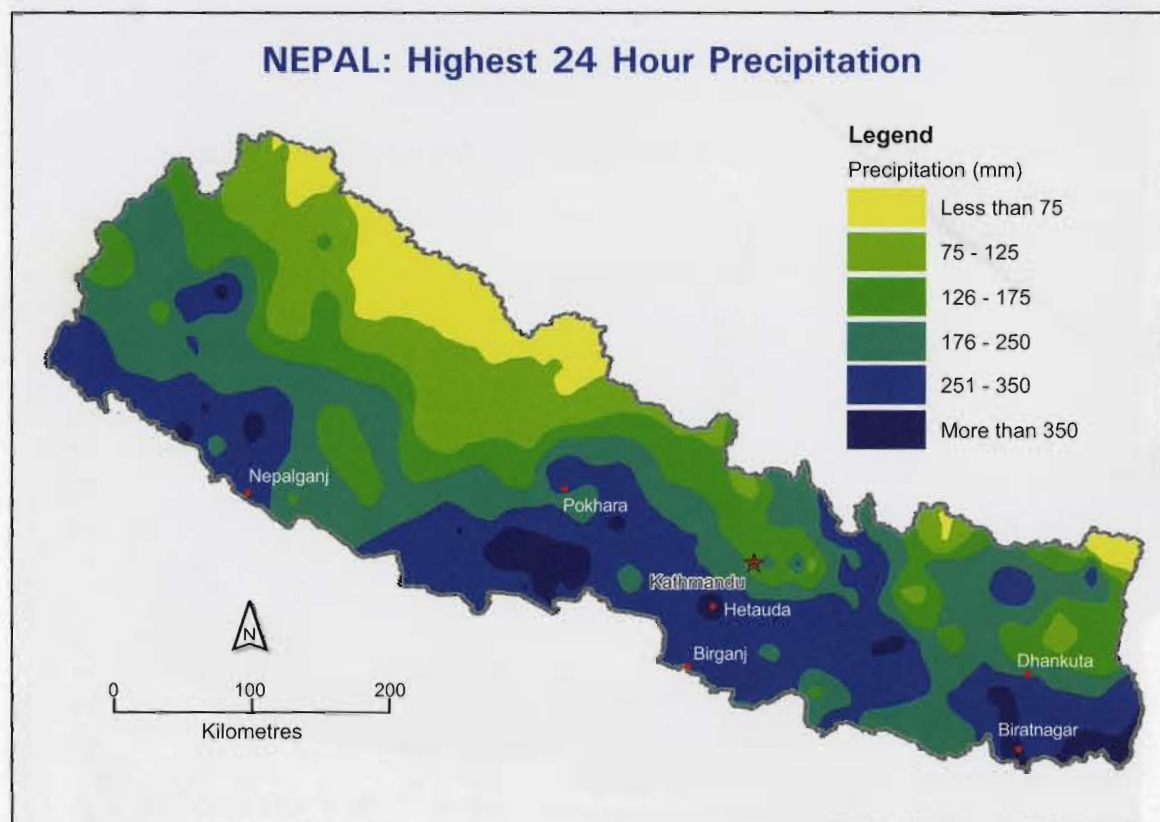 NEPAL: Highest 24 Hour Precipitation
Legend
Precipitation (mm)
Less than 75
75 - 125
126 - 175
176 - 250
251 - 350
More than 350
Nepalganj
Pokhara
Kathmandu
Hetauda
Birganj
Dhankuta
Biratnagar
N
0 100 200
Kilometres